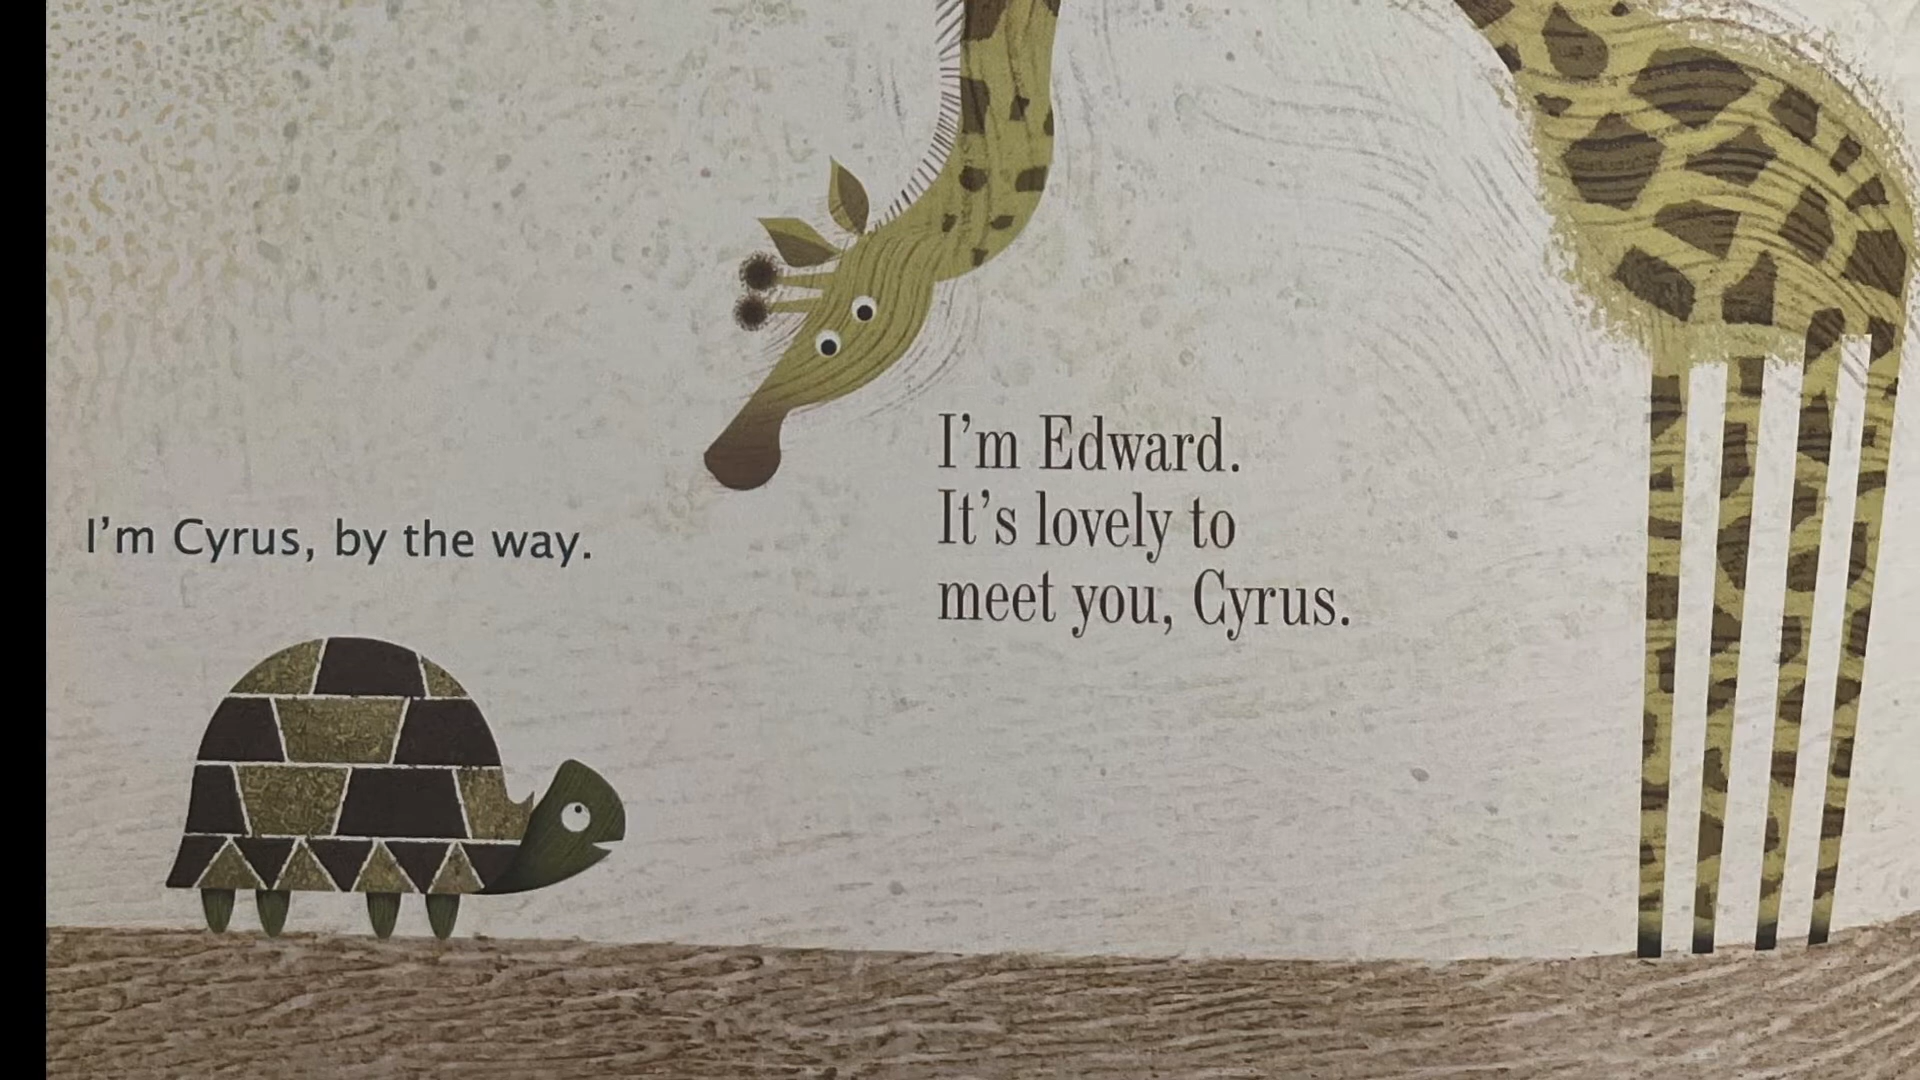 I'm Cyrus, by the way.
I'm Edward.
It's lovely to
meet you, Cyrus.